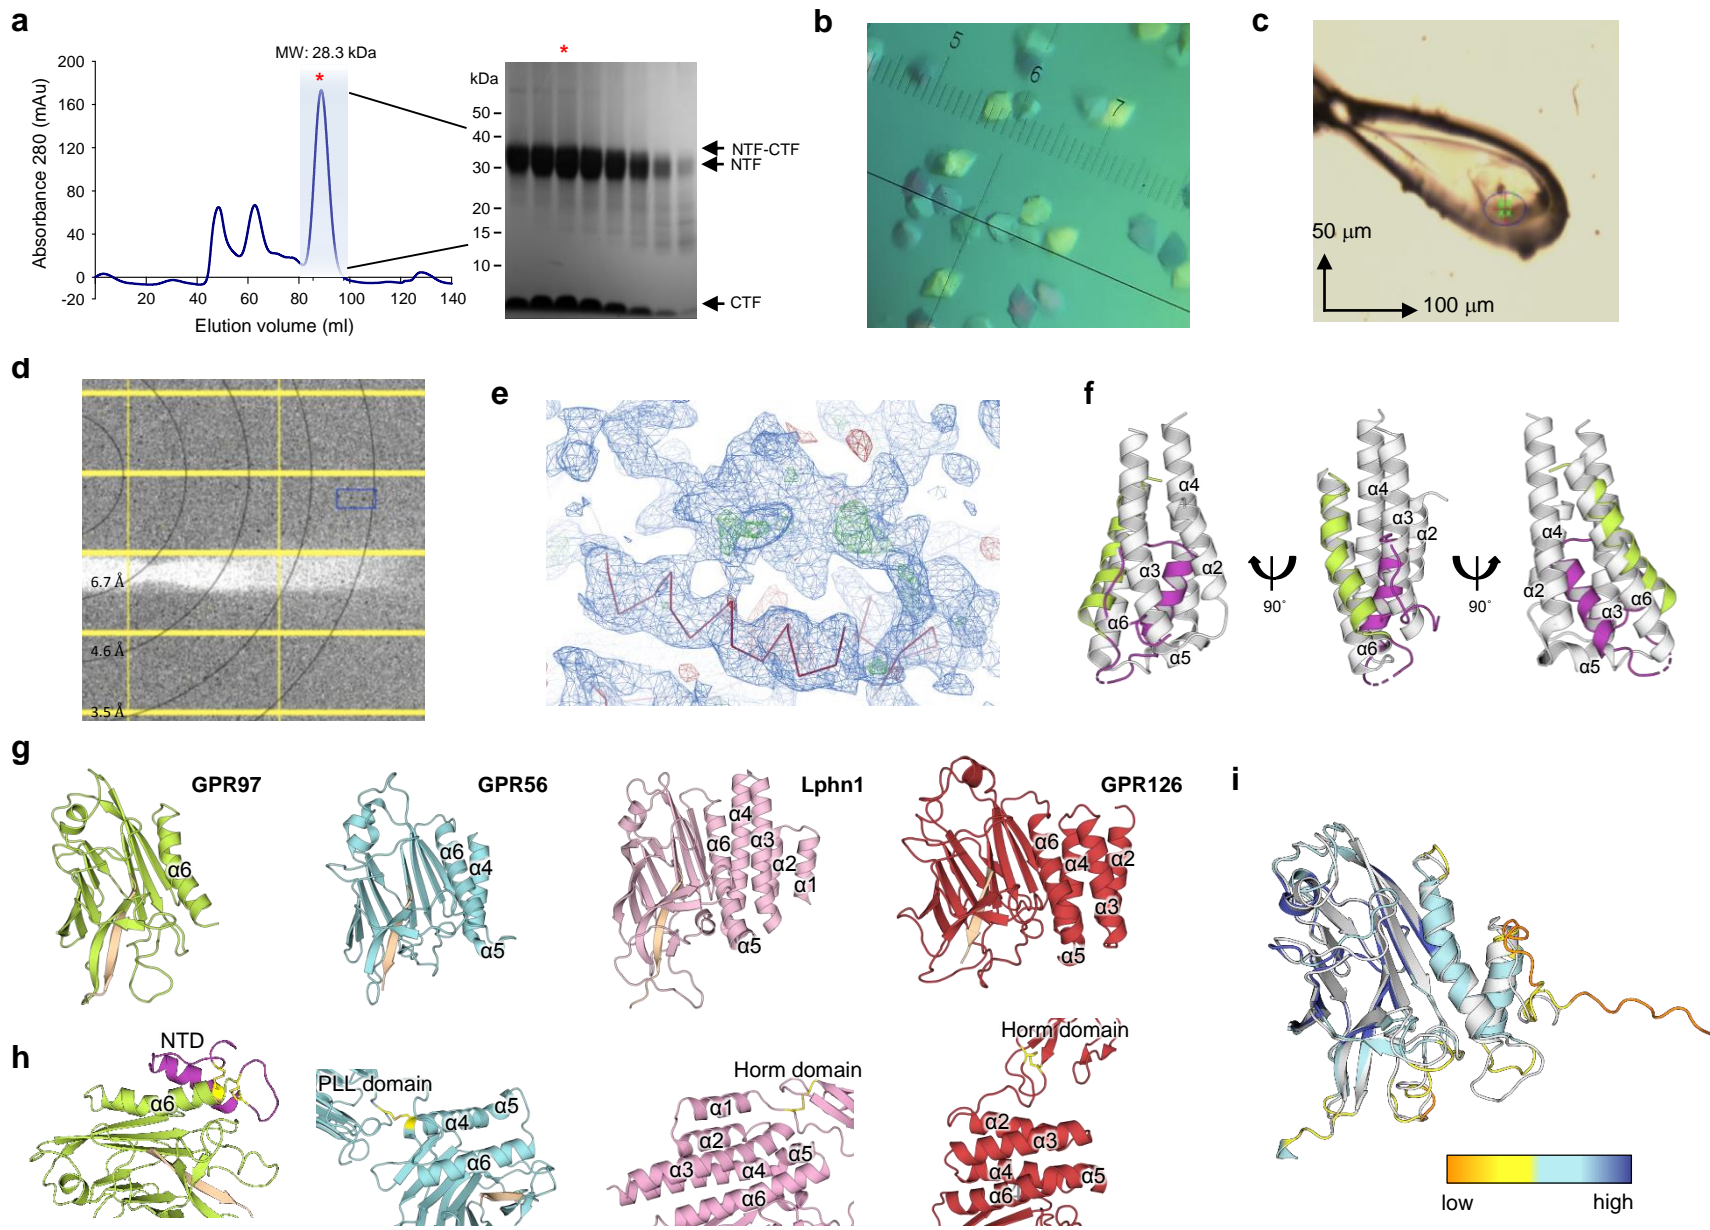 a
MW: 28.3 kDa
*
200
160
120
80
40
0
-20
20
40
60
80
100
120
140
Absorbance 280 (mAu)
Elution volume (ml)
*
kDa
50
40
30
20
15
10
NTF-CTF
NTF
CTF
b
5
6
7
c
50 μm
100 μm
d
6.7 Å
4.6 Å
3.5 Å
e
f
α4
α3
α2
α6
α5
90°
α4
α3
α2
α6
90°
α4
α2
α3
α6
α5
g
GPR97
α6
GPR56
α6
α4
α5
Lphn1
α4
α6
α3
α2
α1
α5
GPR126
α6
α4
α2
α3
α5
h
NTD
α6
PLL domain
α5
α4
α6
Horm domain
α1
α2
α3
α4
α5
α6
Horm domain
α2
α3
α4
α5
α6
i
low
high